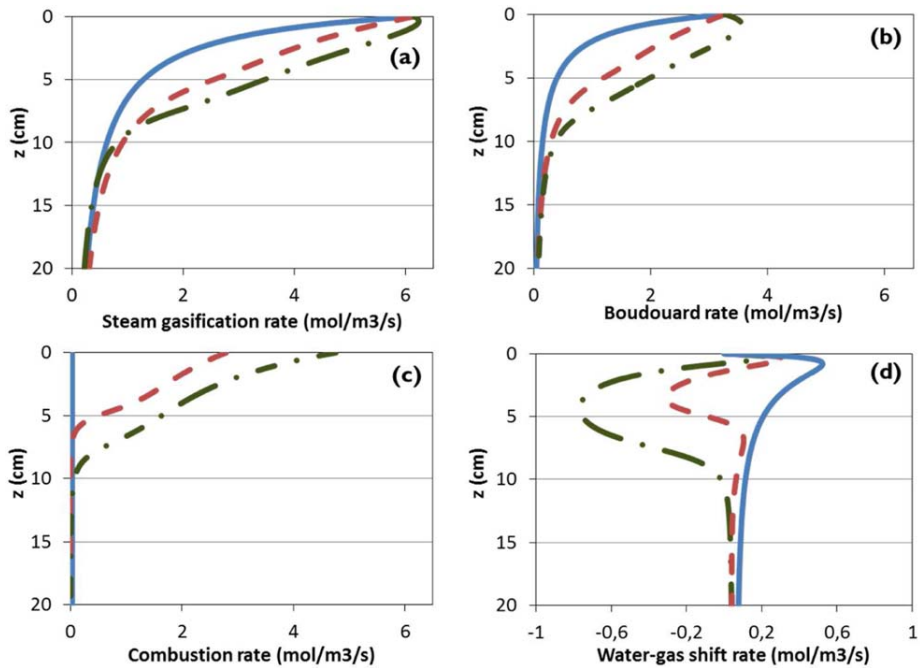 (a)
z (cm)
0
5
10
15
20
0 2 4 6
Steam gasification rate (mol/m3/s)
(b)
z (cm)
0
5
10
15
20
0 2 4 6
Boudouard rate (mol/m3/s)
(c)
z (cm)
0
5
10
15
20
0 2 4 6
Combustion rate (mol/m3/s)
(d)
z (cm)
0
5
10
15
20
-1 -0,6 -0,2 0,2 0,6 1
Water-gas shift rate (mol/m3/s)